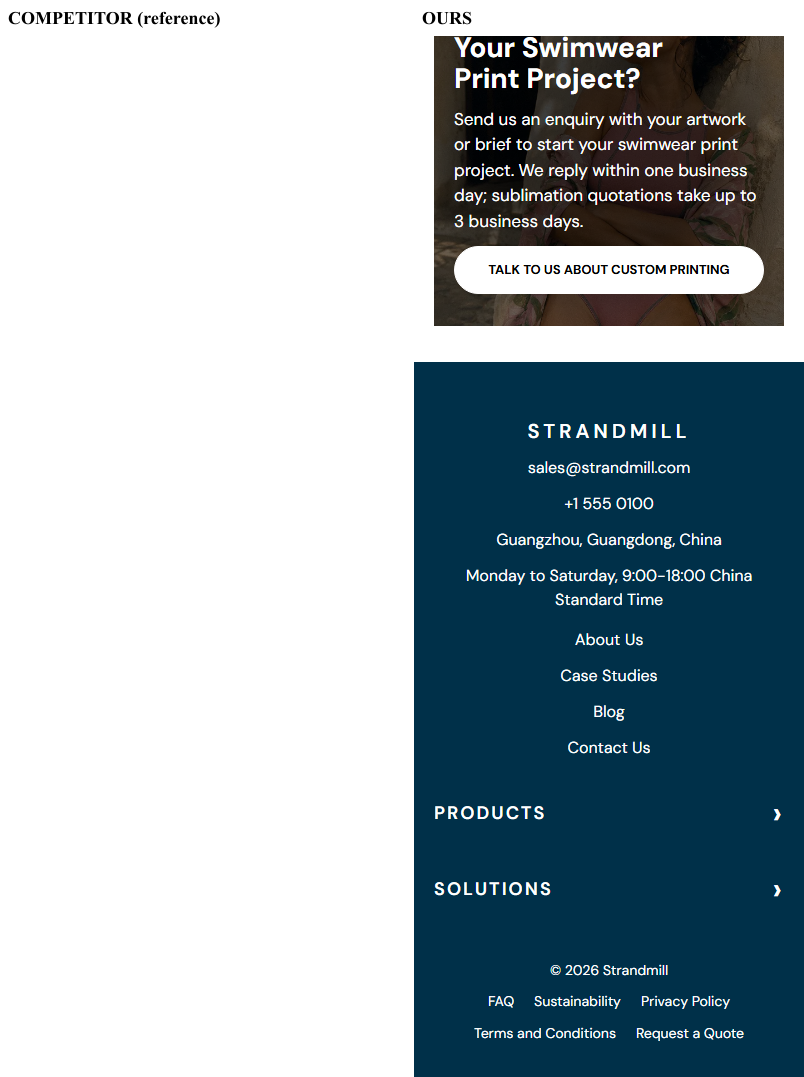 COMPETITOR (reference)
OURS
Your Swimwear
Print Project?
Send us an enquiry with your artwork
or brief to start your swimwear print
project. We reply within one business
day; sublimation quotations take up to
3 business days.
TALK TO US ABOUT CUSTOM PRINTING
STRANDMILL
sales@strandmill.com
+1 555 0100
Guangzhou, Guangdong, China
Monday to Saturday, 9:00-18:00 China
Standard Time
About Us
Case Studies
Blog
Contact Us
PRODUCTS
SOLUTIONS
© 2026 Strandmill
FAQ Sustainability Privacy Policy
Terms and Conditions Request a Quote